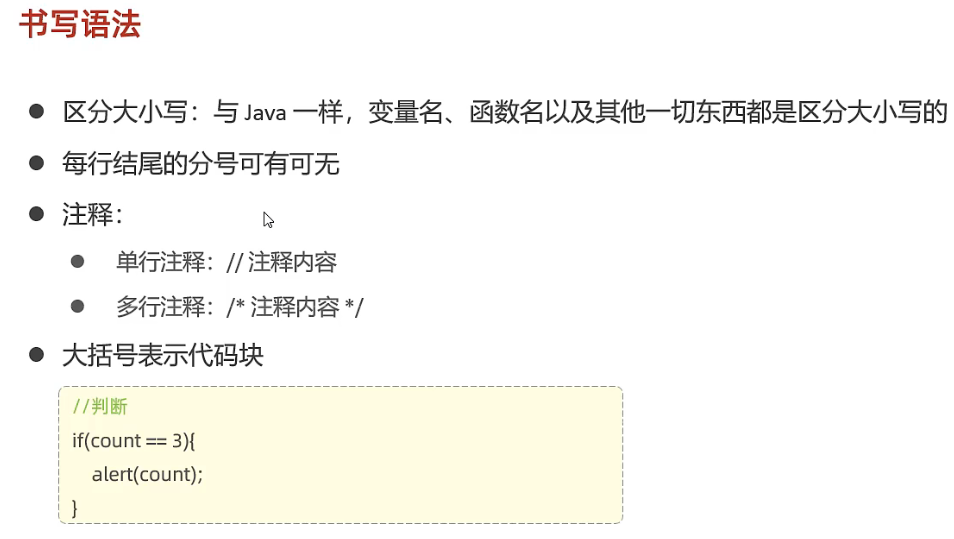 书写语法
区分大小写：与 Java 一样，变量名、函数名以及其他一切东西都是区分大小写的
每行结尾的分号可有可无
注释：
单行注释：// 注释内容
多行注释：/* 注释内容 */
大括号表示代码块
//判断
if(count == 3){
alert(count);
}